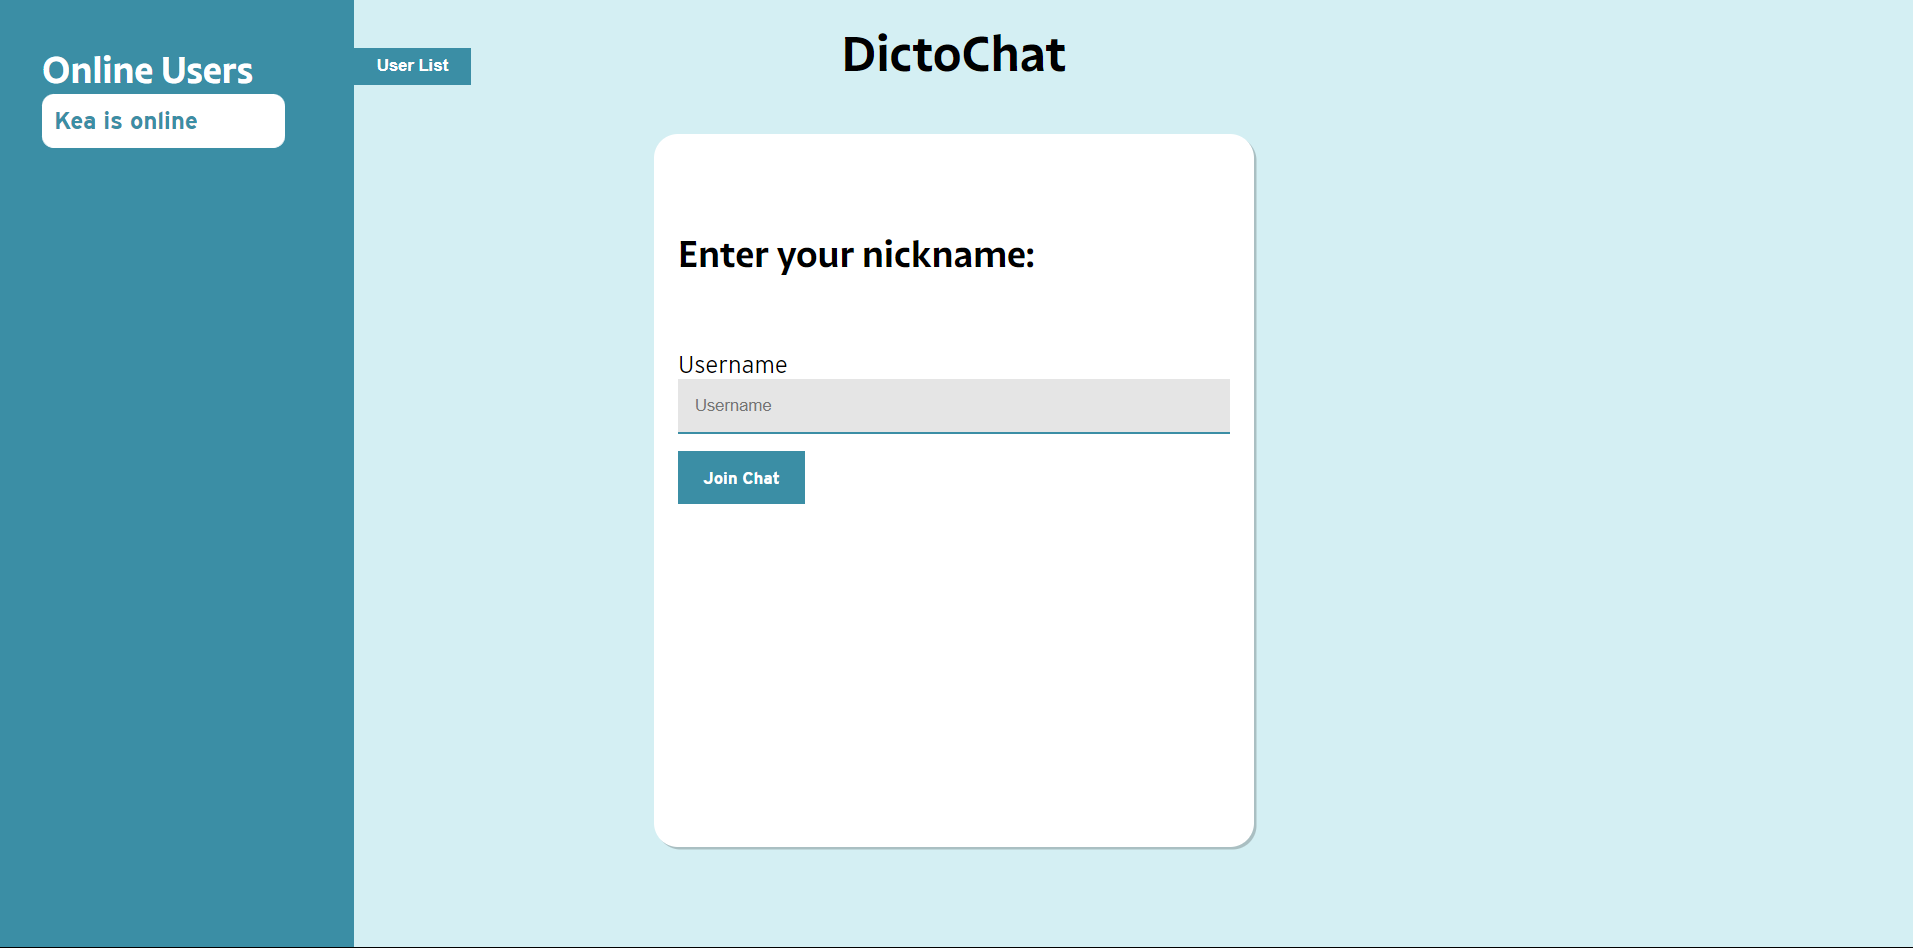 Online Users
Kea is online
User List
DictoChat
Enter your nickname:
Username
Username
Join Chat